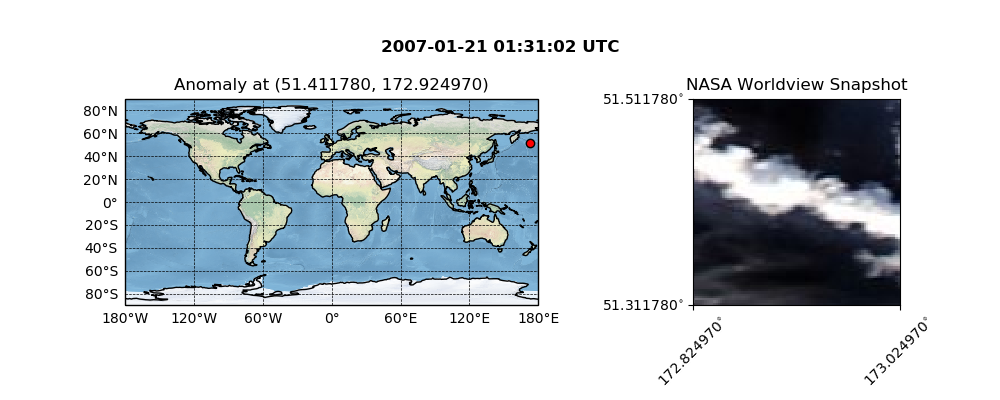 2007-01-21 01:31:02 UTC
Anomaly at (51.411780, 172.924970)
NASA Worldview Snapshot
80°N
60°N
40°N
20°N
0°
20°S
40°S
60°S
80°S
180°W
120°W
60°W
0°
60°E
120°E
180°E
51.511780°
51.311780°
172.824970°
173.024970°